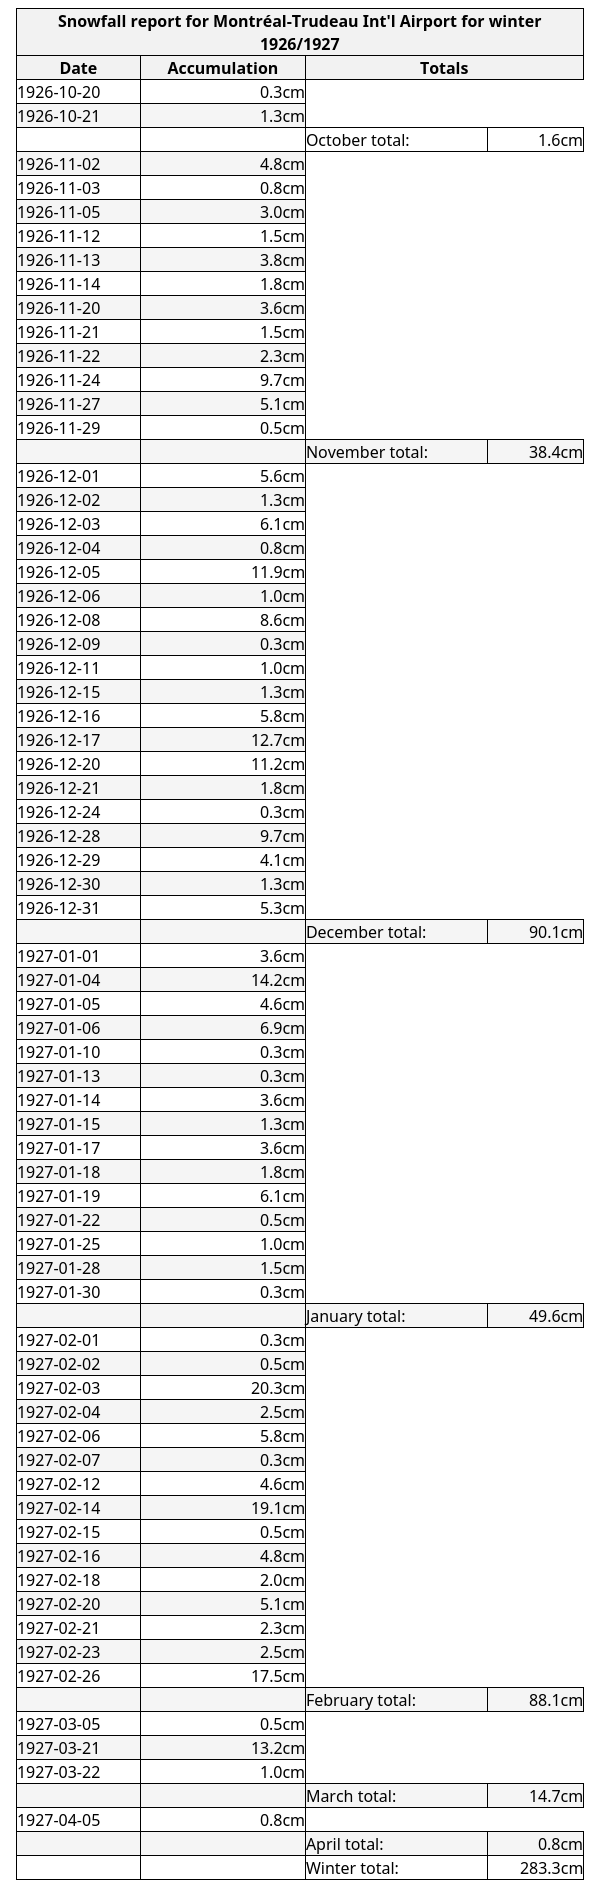 Snowfall report for Montréal-Trudeau Int'l Airport for winter
1926/1927
Date Accumulation Totals
1926-10-20 0.3cm
1926-10-21 1.3cm
October total: 1.6cm
1926-11-02 4.8cm
1926-11-03 0.8cm
1926-11-05 3.0cm
1926-11-12 1.5cm
1926-11-13 3.8cm
1926-11-14 1.8cm
1926-11-20 3.6cm
1926-11-21 1.5cm
1926-11-22 2.3cm
1926-11-24 9.7cm
1926-11-27 5.1cm
1926-11-29 0.5cm
November total: 38.4cm
1926-12-01 5.6cm
1926-12-02 1.3cm
1926-12-03 6.1cm
1926-12-04 0.8cm
1926-12-05 11.9cm
1926-12-06 1.0cm
1926-12-08 8.6cm
1926-12-09 0.3cm
1926-12-11 1.0cm
1926-12-15 1.3cm
1926-12-16 5.8cm
1926-12-17 12.7cm
1926-12-20 11.2cm
1926-12-21 1.8cm
1926-12-24 0.3cm
1926-12-28 9.7cm
1926-12-29 4.1cm
1926-12-30 1.3cm
1926-12-31 5.3cm
December total: 90.1cm
1927-01-01 3.6cm
1927-01-04 14.2cm
1927-01-05 4.6cm
1927-01-06 6.9cm
1927-01-10 0.3cm
1927-01-13 0.3cm
1927-01-14 3.6cm
1927-01-15 1.3cm
1927-01-17 3.6cm
1927-01-18 1.8cm
1927-01-19 6.1cm
1927-01-22 0.5cm
1927-01-25 1.0cm
1927-01-28 1.5cm
1927-01-30 0.3cm
January total: 49.6cm
1927-02-01 0.3cm
1927-02-02 0.5cm
1927-02-03 20.3cm
1927-02-04 2.5cm
1927-02-06 5.8cm
1927-02-07 0.3cm
1927-02-12 4.6cm
1927-02-14 19.1cm
1927-02-15 0.5cm
1927-02-16 4.8cm
1927-02-18 2.0cm
1927-02-20 5.1cm
1927-02-21 2.3cm
1927-02-23 2.5cm
1927-02-26 17.5cm
February total: 88.1cm
1927-03-05 0.5cm
1927-03-21 13.2cm
1927-03-22 1.0cm
March total: 14.7cm
1927-04-05 0.8cm
April total: 0.8cm
Winter total: 283.3cm